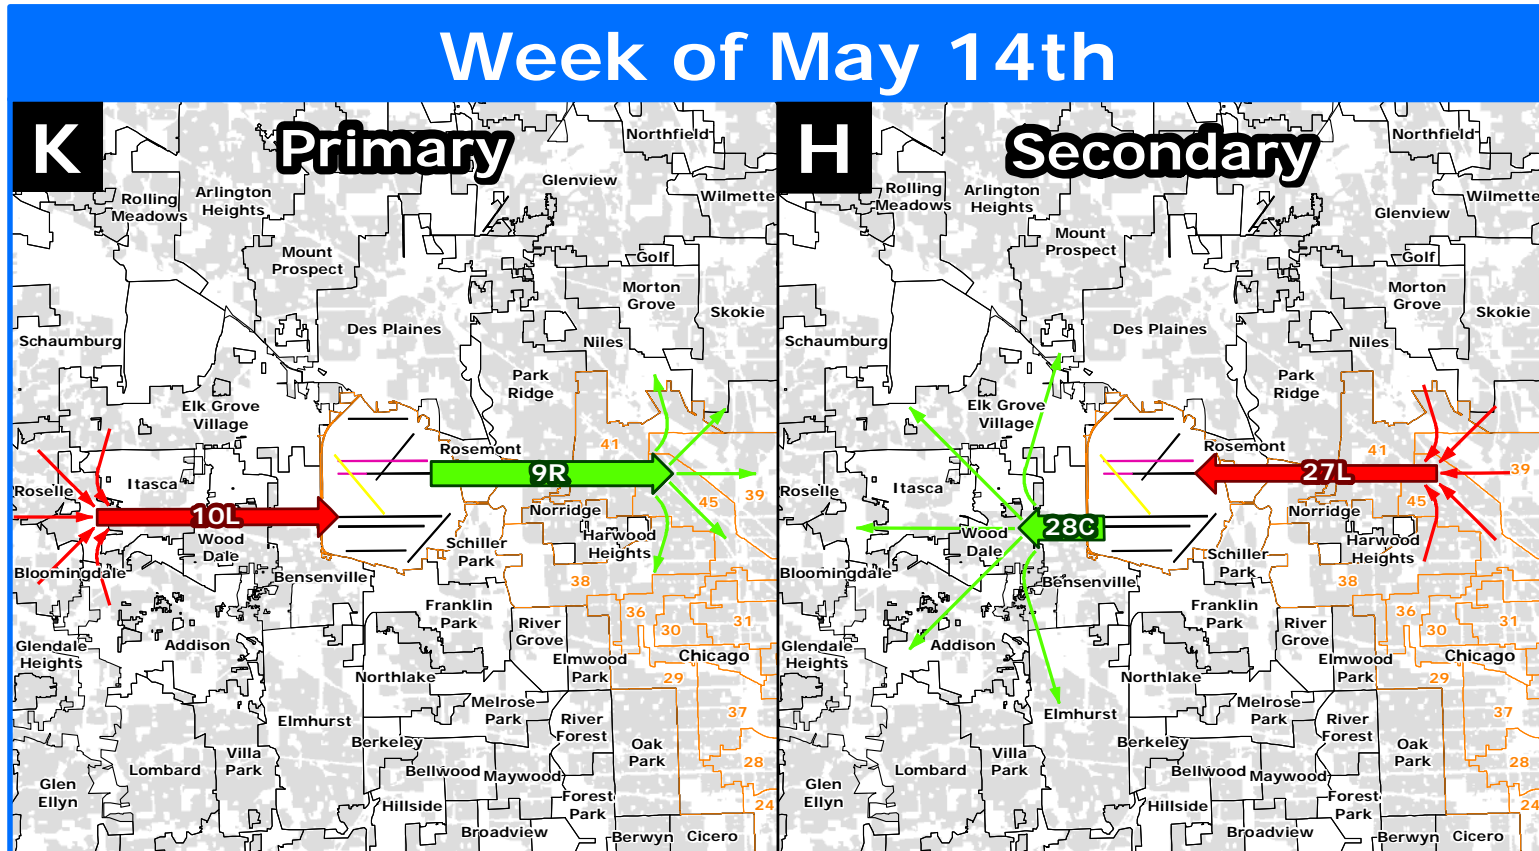 Week of May 14th
K
Primary
Northfield
Glenview
Wilmette
Rolling
Meadows
Arlington
Heights
Mount
Prospect
Golf
Morton
Grove
Skokie
Schaumburg
Des Plaines
Niles
Park
Ridge
Elk Grove
Village
41
Rosemont
9R
39
45
Roselle
Itasca
10L
Norridge
Harwood
Heights
Wood
Dale
Schiller
Park
Bloomingdale
Bensenville
38
Franklin
Park
36
31
30
River
Grove
Glendale
Heights
Addison
Chicago
Elmwood
Park
29
Northlake
Melrose
Park
37
Elmhurst
River
Forest
Berkeley
Oak
Park
Villa
Park
Lombard
28
Bellwood
Maywood
Glen
Ellyn
Forest
Park
Hillside
24
Broadview
Berwyn
Cicero
H
Secondary
Northfield
Rolling
Meadows
Arlington
Heights
Wilmette
Glenview
Mount
Prospect
Golf
Morton
Grove
Skokie
Schaumburg
Des Plaines
Niles
Park
Ridge
Elk Grove
Village
Rosemont
41
27L
39
45
Roselle
Itasca
Norridge
28C
Harwood
Heights
Wood
Dale
Schiller
Park
Bloomingdale
Bensenville
38
Franklin
Park
36
31
30
River
Grove
Glendale
Heights
Addison
Chicago
Elmwood
Park
29
Northlake
Melrose
Park
37
Elmhurst
River
Forest
Berkeley
Oak
Park
Villa
Park
Lombard
28
Bellwood
Maywood
Glen
Ellyn
Forest
Park
Hillside
24
Broadview
Berwyn
Cicero